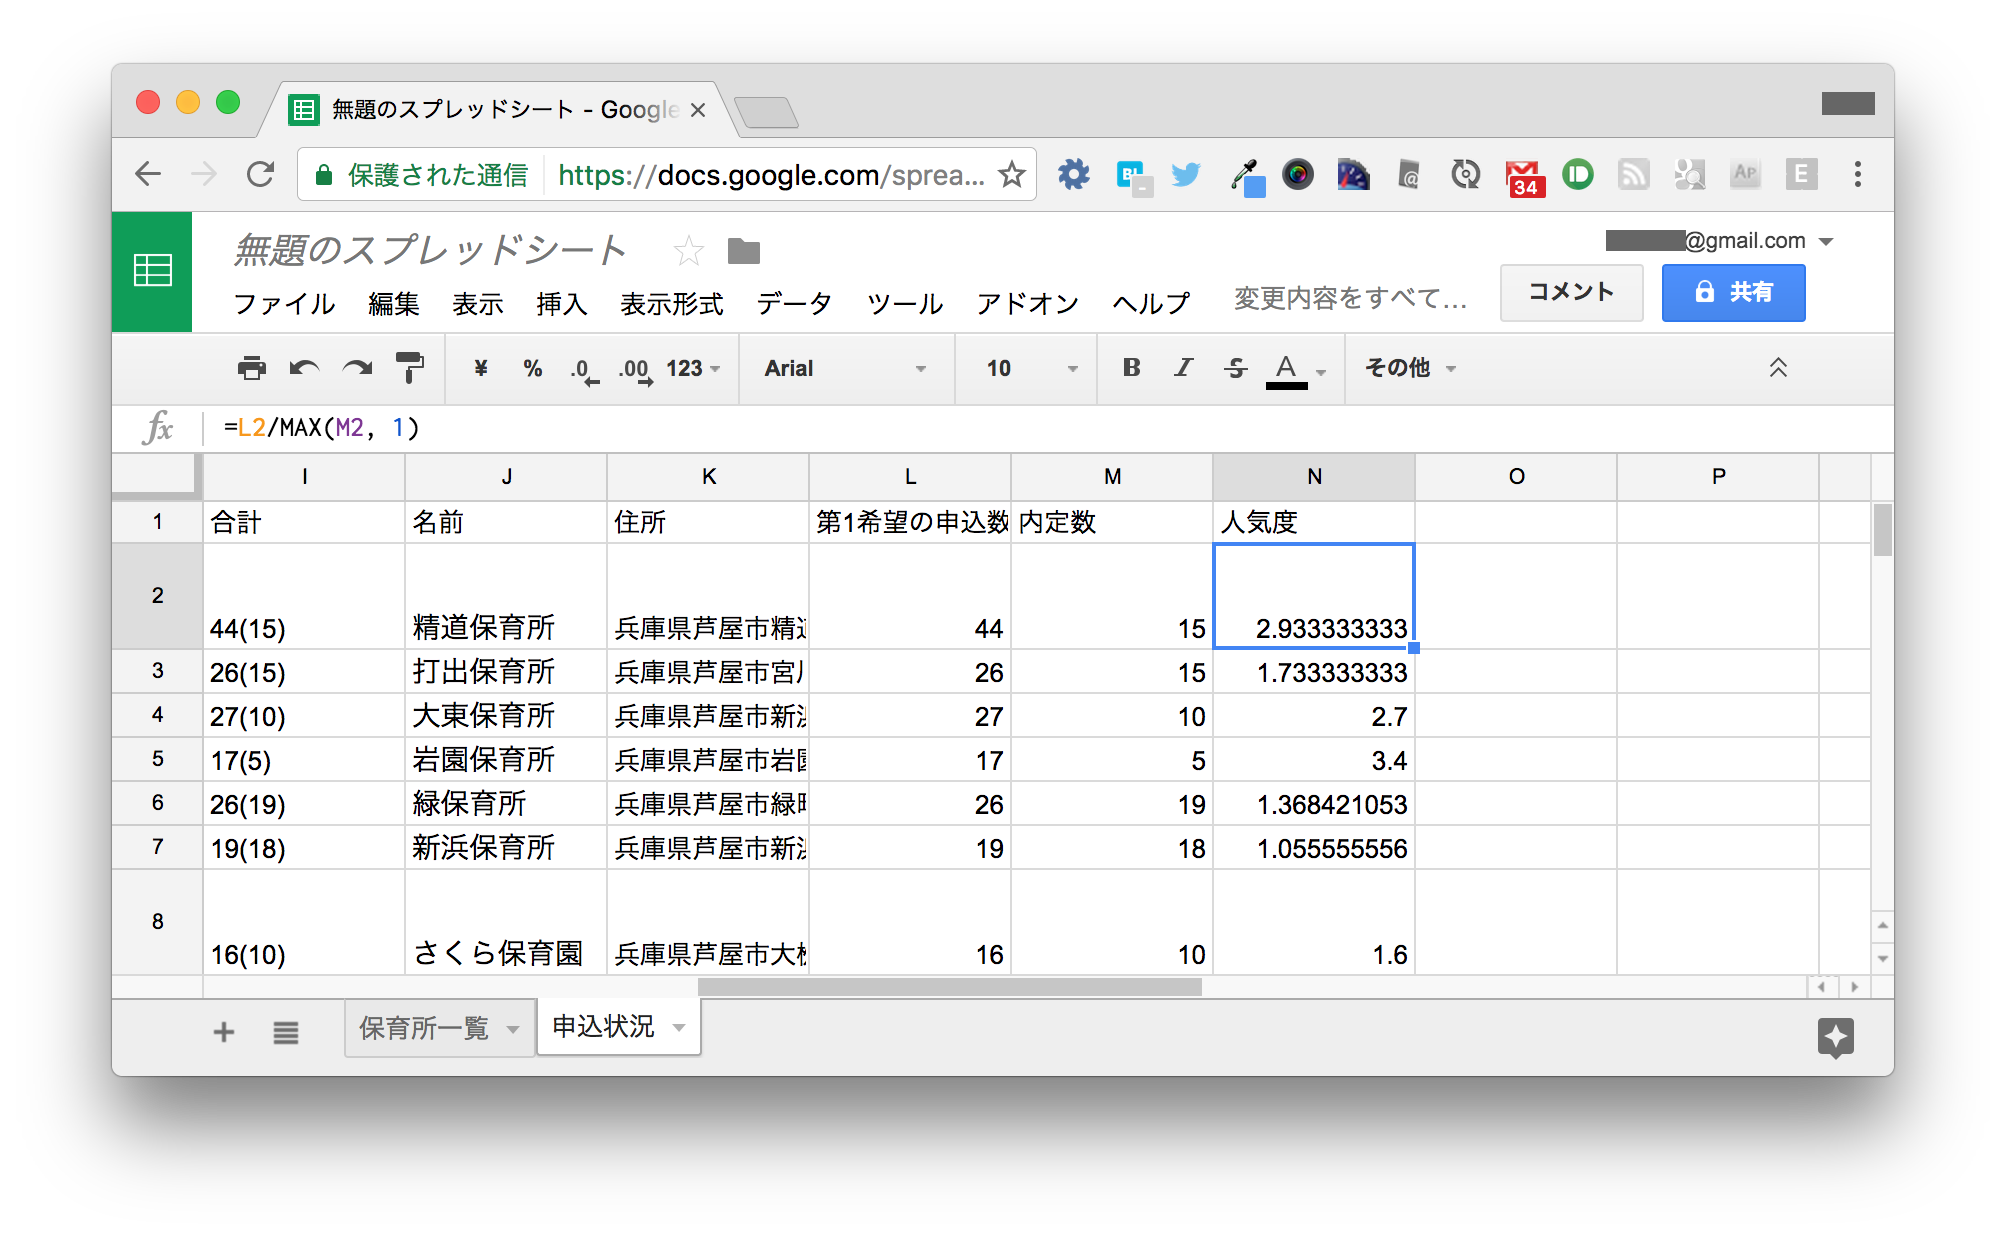 無題のスプレッドシート - Google
保護された通信 https://docs.google.com/sprea...
B!
34
AP
E
無題のスプレッドシート
@gmail.com
ファイル 編集 表示 挿入 表示形式 データ ツール アドオン ヘルプ 変更内容をすべて... コメント 共有
¥ % .0 .00 123 Arial 10 B I S A その他
fx =L2/MAX(M2, 1)
I J K L M N O P
1 合計 名前 住所 第1希望の申込数 内定数 人気度
2 44(15) 精道保育所 兵庫県芦屋市精道 44 15 2.933333333
3 26(15) 打出保育所 兵庫県芦屋市宮川 26 15 1.733333333
4 27(10) 大東保育所 兵庫県芦屋市新浜 27 10 2.7
5 17(5) 岩園保育所 兵庫県芦屋市岩園 17 5 3.4
6 26(19) 緑保育所 兵庫県芦屋市緑町 26 19 1.368421053
7 19(18) 新浜保育所 兵庫県芦屋市新浜 19 18 1.055555556
8 16(10) さくら保育園 兵庫県芦屋市大 16 10 1.6
保育所一覧 申込状況